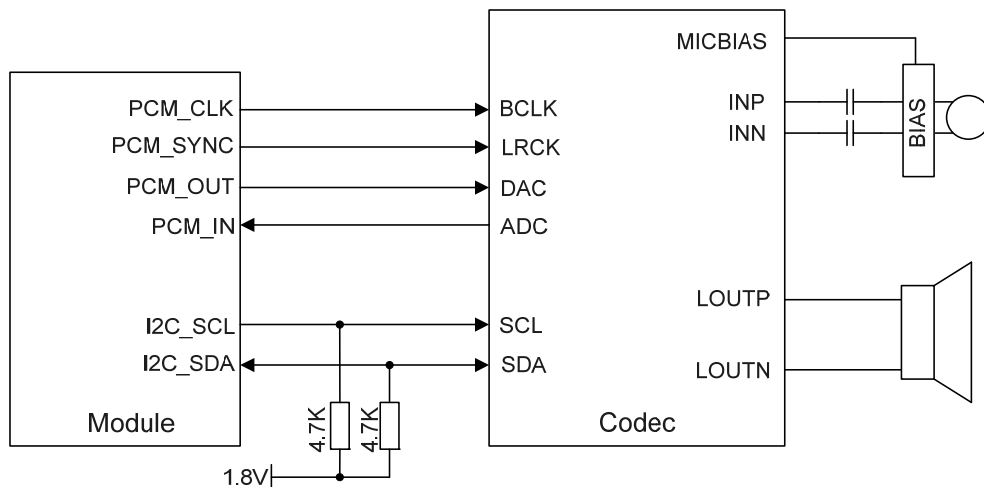 MICBIAS
PCM_CLK
BCLK
INP
BIAS
PCM_SYNC
LRCK
INN
PCM_OUT
DAC
PCM_IN
ADC
LOUTP
I2C_SCL
SCL
I2C_SDA
SDA
LOUTN
Module
4.7K
4.7K
Codec
1.8V